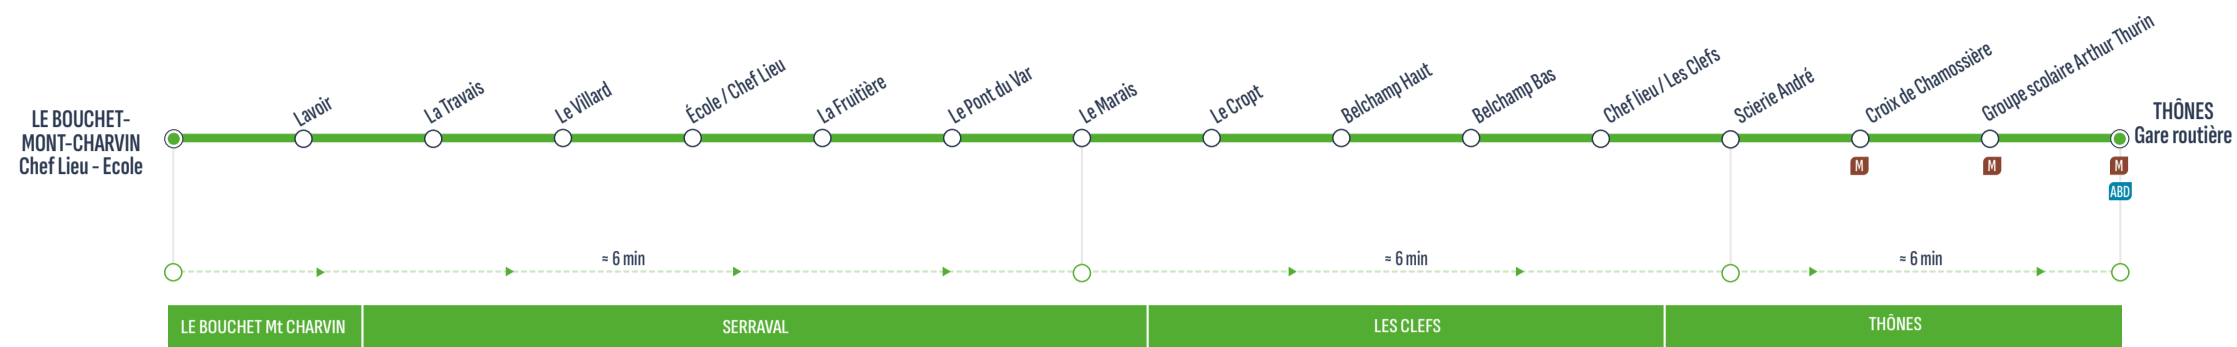 LE BOUCHET-
MONT-CHARVIN
Chef Lieu - Ecole
Lavoir
La Travais
Le Villard
École / Chef Lieu
La Fruitière
Le Pont du Var
Le Marais
Le Cropt
Belchamp Haut
Belchamp Bas
Chef lieu / Les Clefs
Scierie André
Croix de Chamossière
Groupe scolaire Arthur Thurin
THÔNES
Gare routière
M
M
M
ABD
≈ 6 min
≈ 6 min
≈ 6 min
LE BOUCHET Mt CHARVIN
SERRAVAL
LES CLEFS
THÔNES